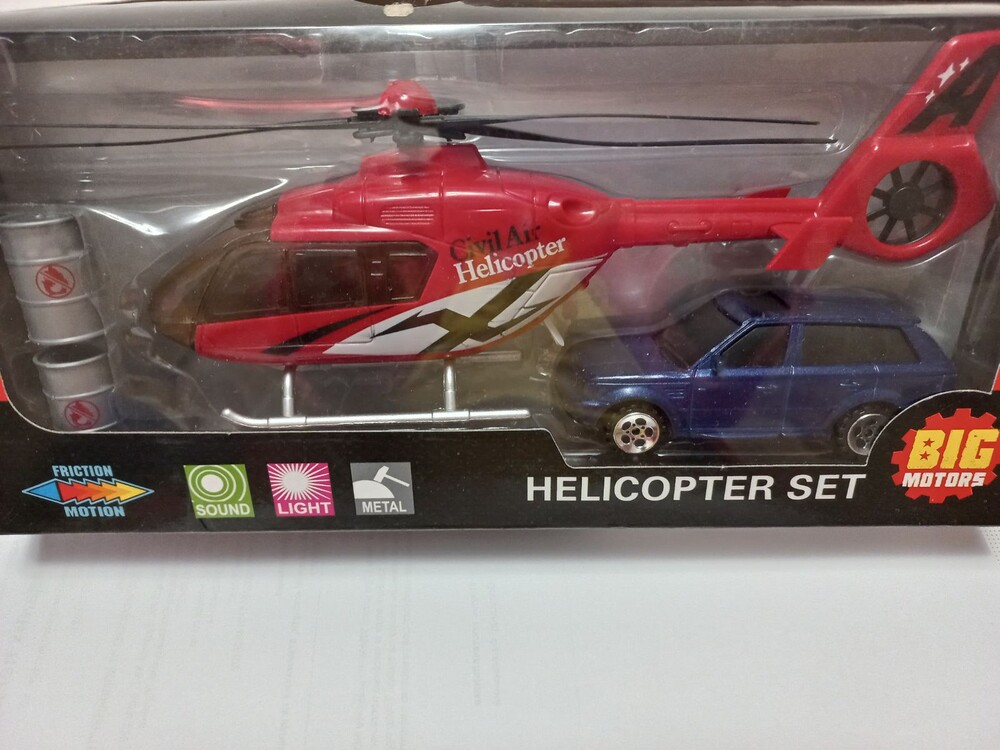 A
Civil Air
Helicopter
FRICTION
MOTION
SOUND
LIGHT
METAL
HELICOPTER SET
BIG
MOTORS